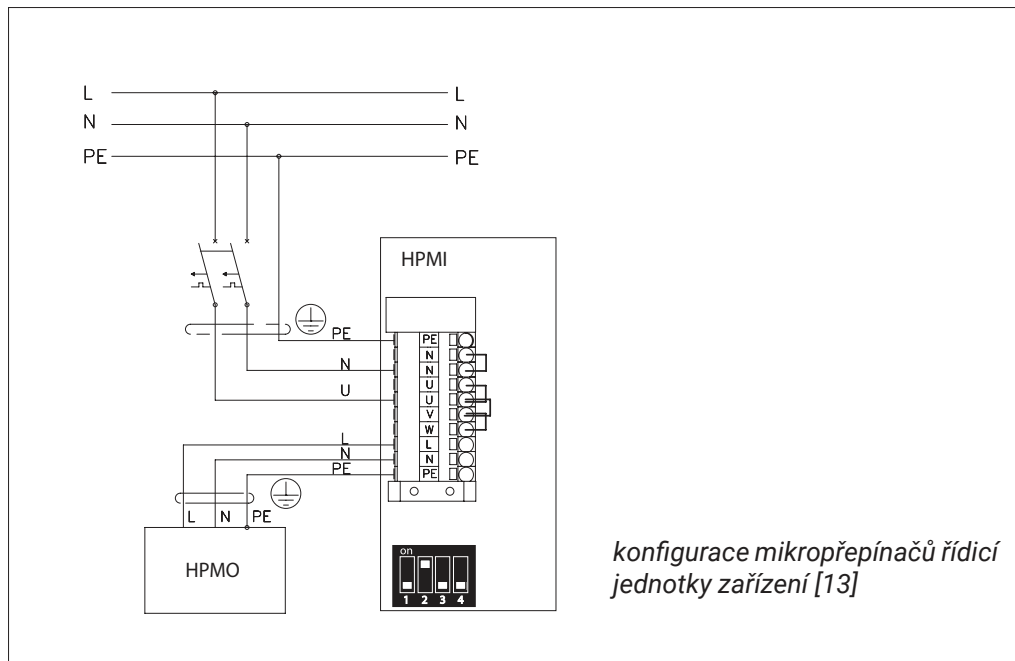 L L
N N
PE PE
HPMI
PE
N
U
PE
N
N
U
U
V
W
L
N
PE
L
N
PE
L N PE
HPMO
on
1 2 3 4
konfigurace mikropřepínačů řídicí
jednotky zařízení [13]